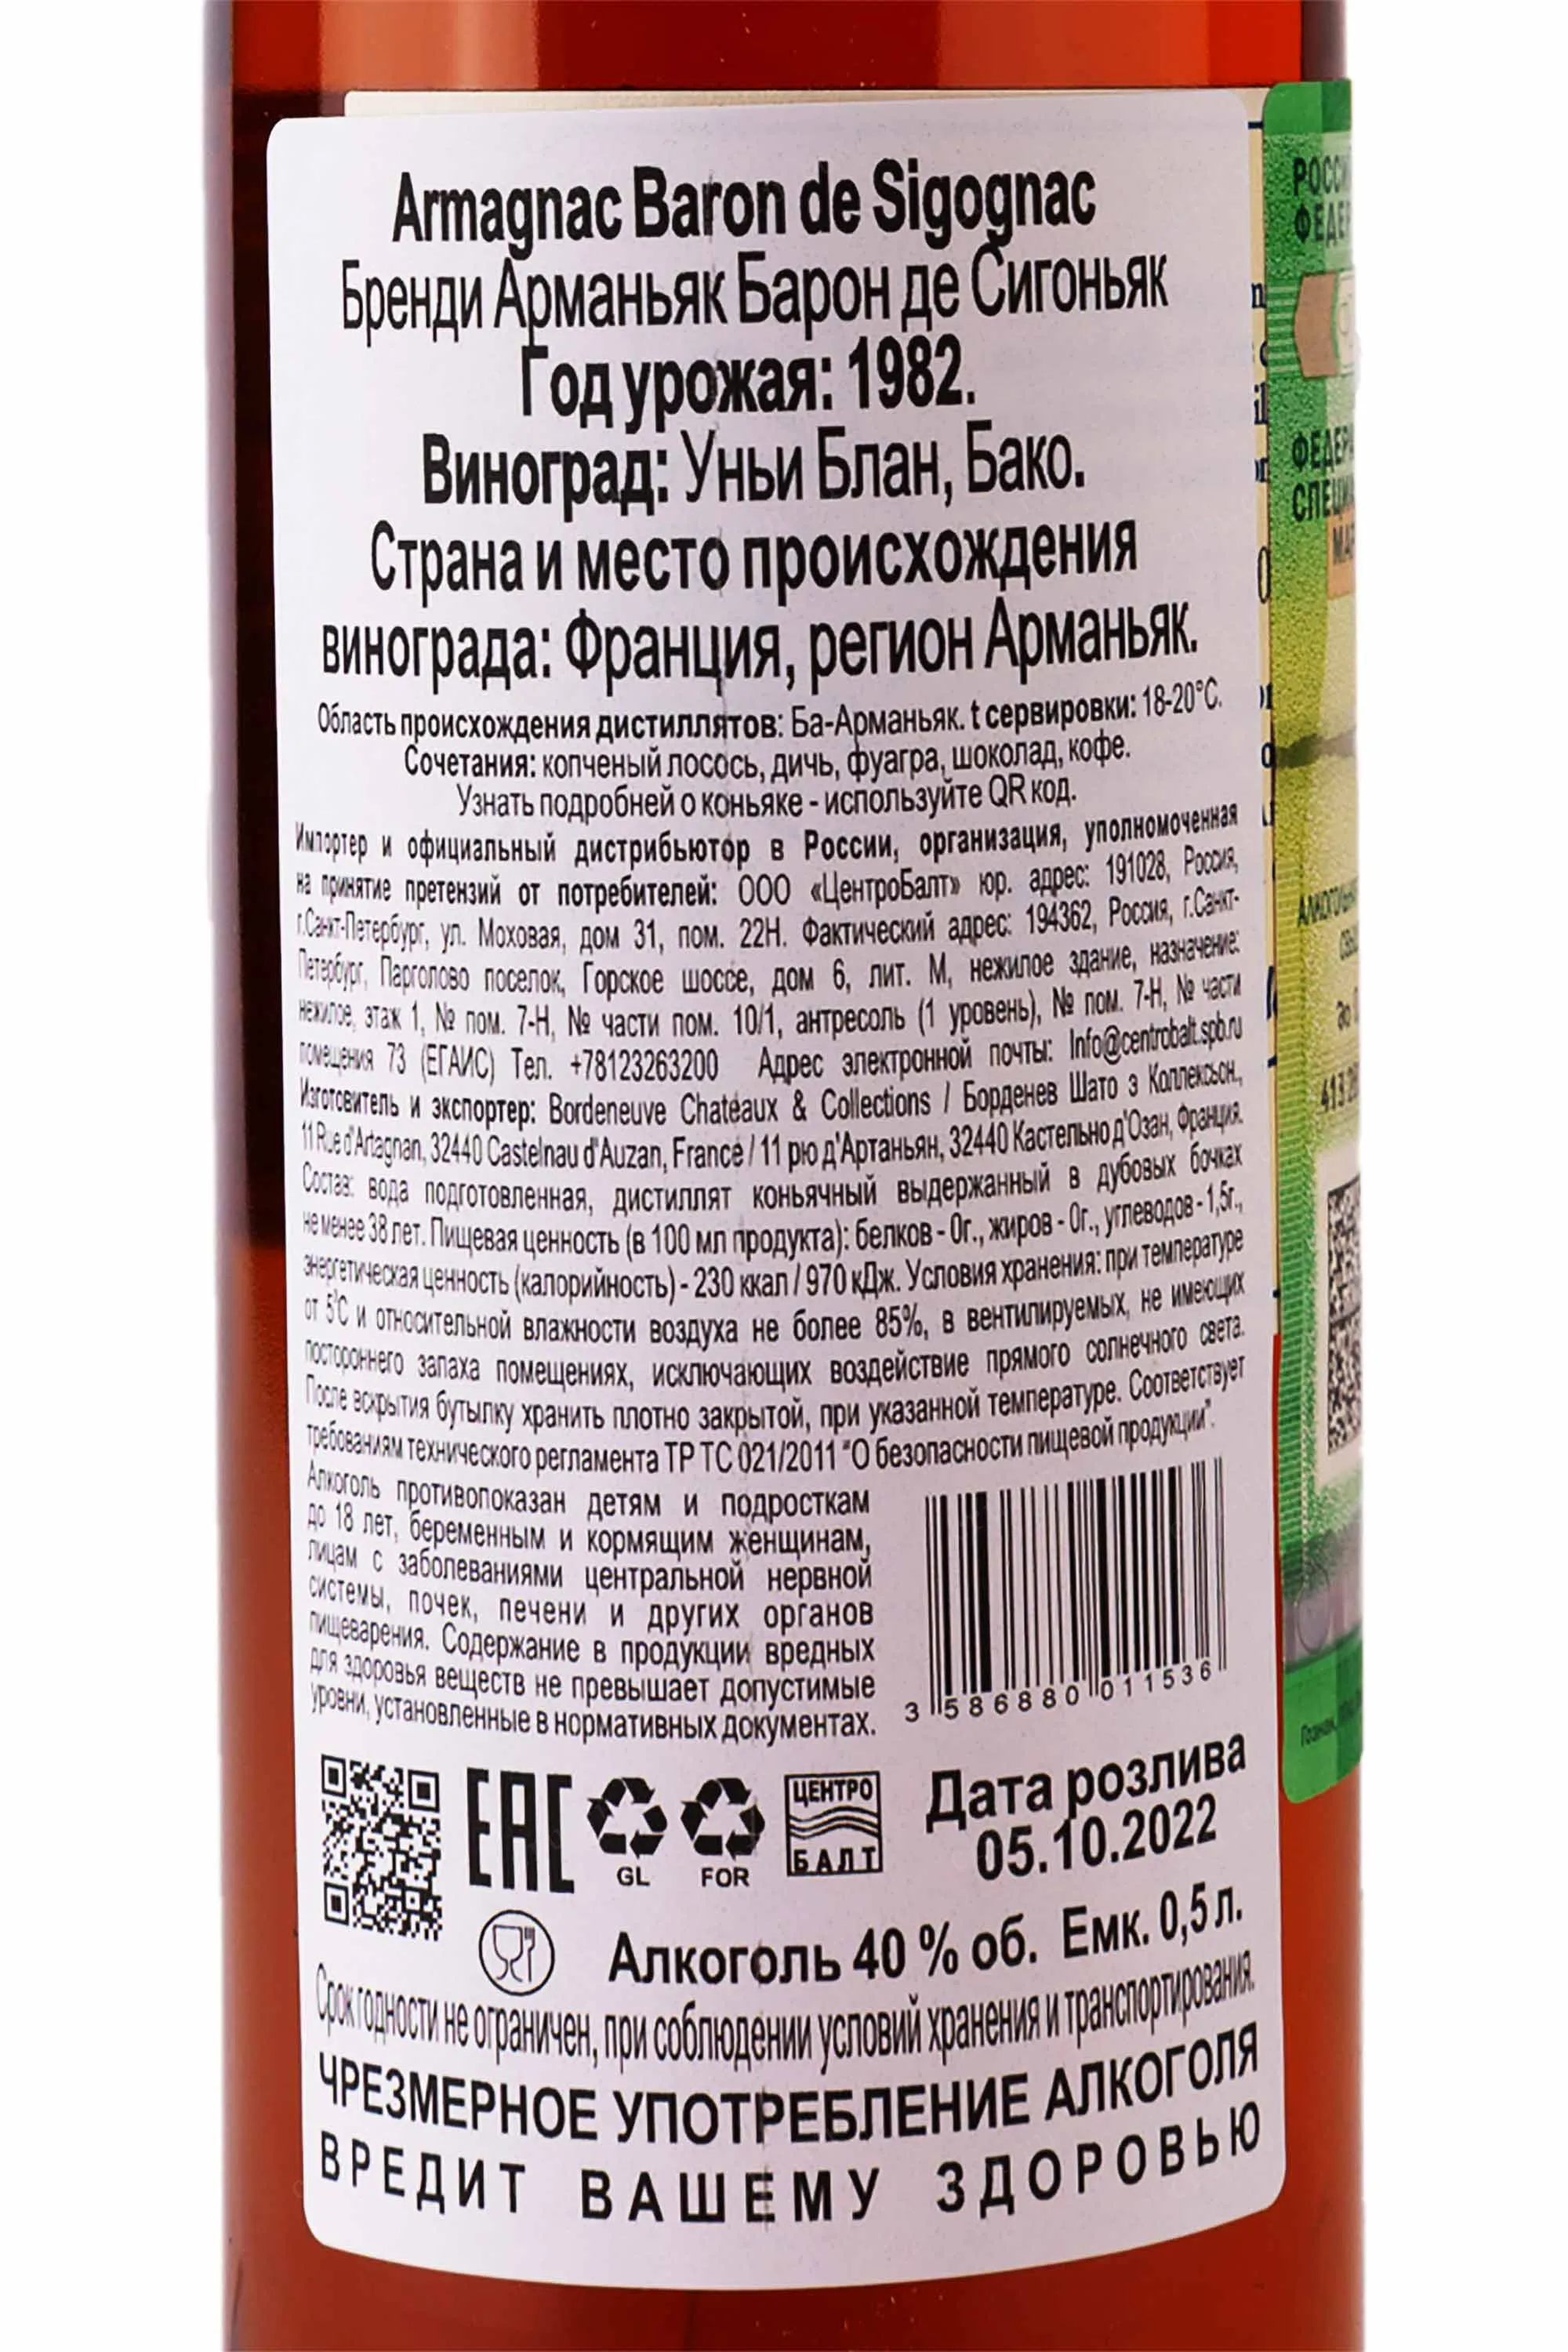 Armagnac Baron de Sigognac
Бренди Арманьяк Барон де Сигоньяк
Год урожая: 1982.
Виноград: Уньи Блан, Бако.
Страна и место происхождения
винограда: Франция, регион Арманьяк.
Область происхождения дистиллятов: Ба-Арманьяк. t сервировки: 18-20°C.
Сочетания: копченый лосось, дичь, фуагра, шоколад, кофе.
Узнать подробней о коньяке - используйте QR код.
Импортер и официальный дистрибьютор в России, организация, уполномоченная
на принятие претензий от потребителей: ООО «ЦентроБалт» юр. адрес: 191028, Россия,
г.Санкт-Петербург, ул. Моховая, дом 31, пом. 22Н. Фактический адрес: 194362, Россия, г.Санкт-
Петербург, Парголово поселок, Горское шоссе, дом 6, лит. М, нежилое здание, назначение:
нежилое, этаж 1, № пом. 7-Н, № части пом. 10/1, антресоль (1 уровень), № пом. 7-Н, № части
помещения 73 (ЕГАИС) Тел. +78123263200 Адрес электронной почты: Info@centrobalt.spb.ru
Изготовитель и экспортер: Bordeneuve Chateaux & Collections / Борденев Шато э Коллексьон.,
11 Rue d'Artagnan, 32440 Castelnau d'Auzan, France / 11 рю д'Артаньян, 32440 Кастельно д'Озан, Франция.
Состав: вода подготовленная, дистиллят коньячный выдержанный в дубовых бочках
не менее 38 лет. Пищевая ценность (в 100 мл продукта): белков - 0г., жиров - 0г., углеводов - 1,5г.,
энергетическая ценность (калорийность) - 230 ккал / 970 кДж. Условия хранения: при температуре
от 5°С и относительной влажности воздуха не более 85%, в вентилируемых, не имеющих
постороннего запаха помещениях, исключающих воздействие прямого солнечного света.
После вскрытия бутылку хранить плотно закрытой, при указанной температуре. Соответствует
требованиям технического регламента ТР ТС 021/2011 "О безопасности пищевой продукции".
Алкоголь противопоказан детям и подросткам
до 18 лет, беременным и кормящим женщинам,
лицам с заболеваниями центральной нервной
системы, почек, печени и других органов
пищеварения. Содержание в продукции вредных
для здоровья веществ не превышает допустимые
уровни, установленные в нормативных документах.
3 586880 011536
EAC
GL
FOR
ЦЕНТРО
БАЛТ
Дата розлива
05.10.2022
Алкоголь 40 % об. Емк. 0,5 л.
Срок годности не ограничен, при соблюдении условий хранения и транспортирования.
ЧРЕЗМЕРНОЕ УПОТРЕБЛЕНИЕ АЛКОГОЛЯ
ВРЕДИТ ВАШЕМУ ЗДОРОВЬЮ